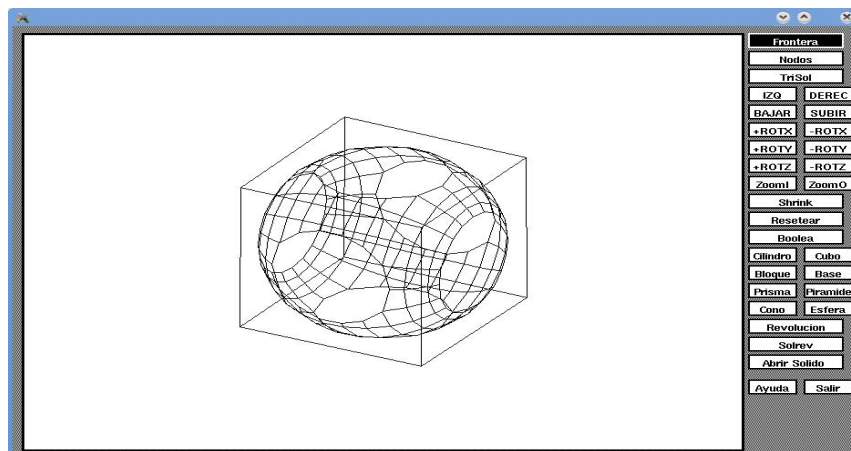 Frontera
Nodos
TriSol
IZQ DEREC
BAJAR SUBIR
+ROTX -ROTX
+ROTY -ROTY
+ROTZ -ROTZ
ZoomI ZoomO
Shrink
Resetear
Boolea
Cilindro Cubo
Bloque Base
Prisma Piramide
Cono Esfera
Revolucion
Solrev
Abrir Solido
Ayuda Salir